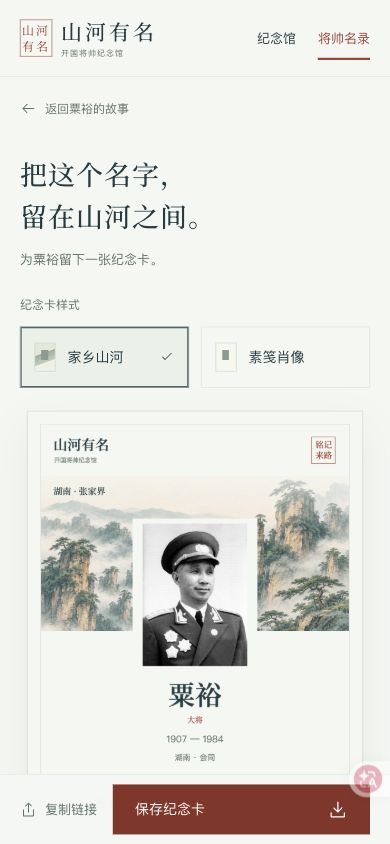 山河有名
山河有名
开国将帅纪念馆
纪念馆
将帅名录
返回粟裕的故事
把这个名字，
留在山河之间。
为粟裕留下一张纪念卡。
纪念卡样式
家乡山河
素笺肖像
山河有名
开国将帅纪念馆
铭记
来路
湖南 · 张家界
粟裕
大将
1907 — 1984
湖南 · 会同
复制链接
保存纪念卡